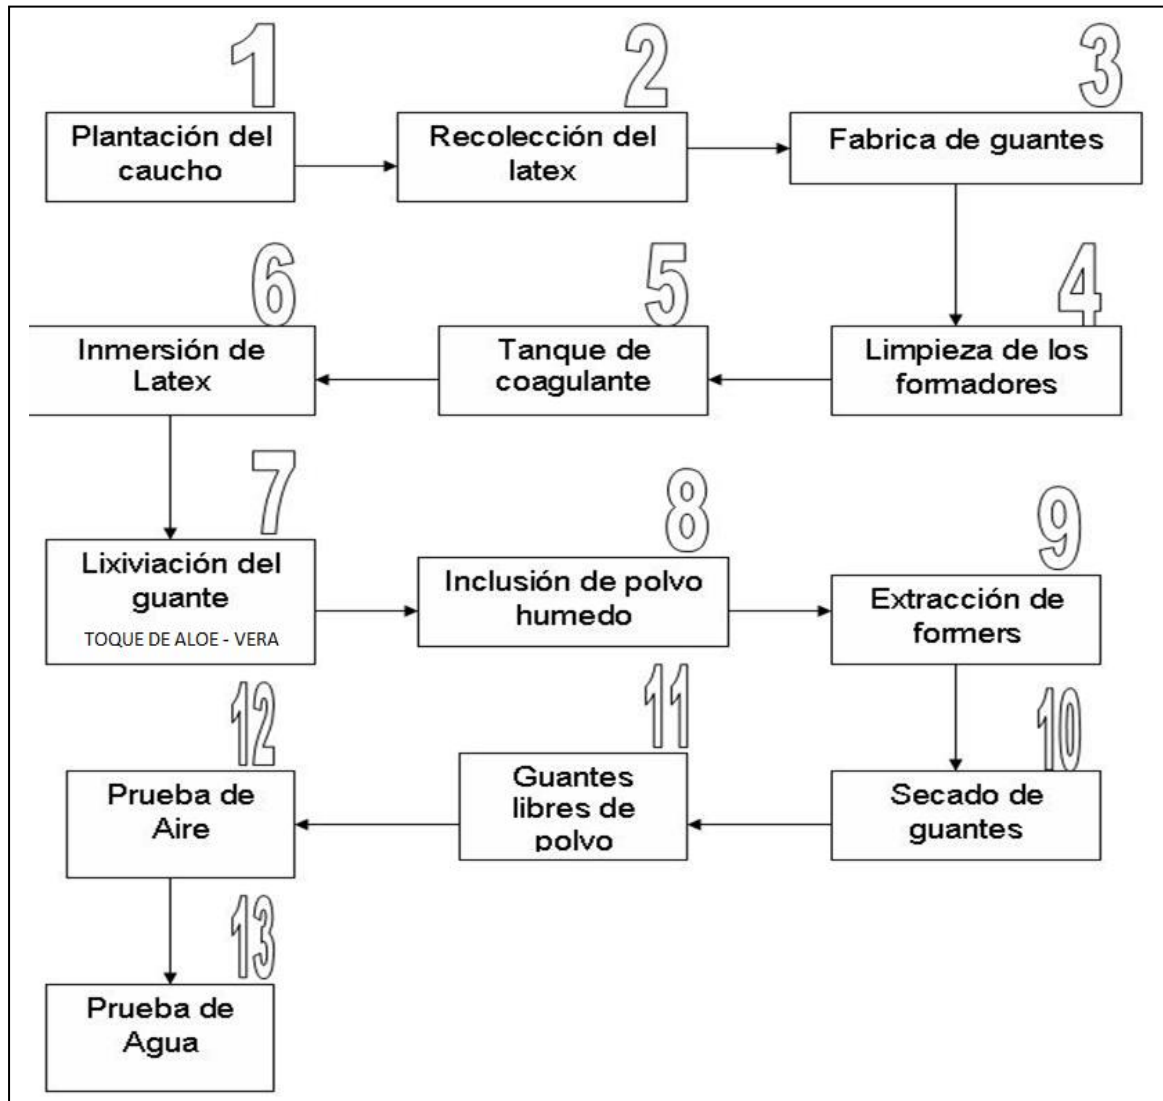 1
Plantación del
caucho
2
Recolección del
latex
3
Fabrica de guantes
4
Limpieza de los
formadores
5
Tanque de
coagulante
6
Inmersión de
Latex
7
Lixiviación del
guante
TOQUE DE ALOE - VERA
8
Inclusión de polvo
humedo
9
Extracción de
formers
10
Secado de
guantes
11
Guantes
libres de
polvo
12
Prueba de
Aire
13
Prueba de
Agua